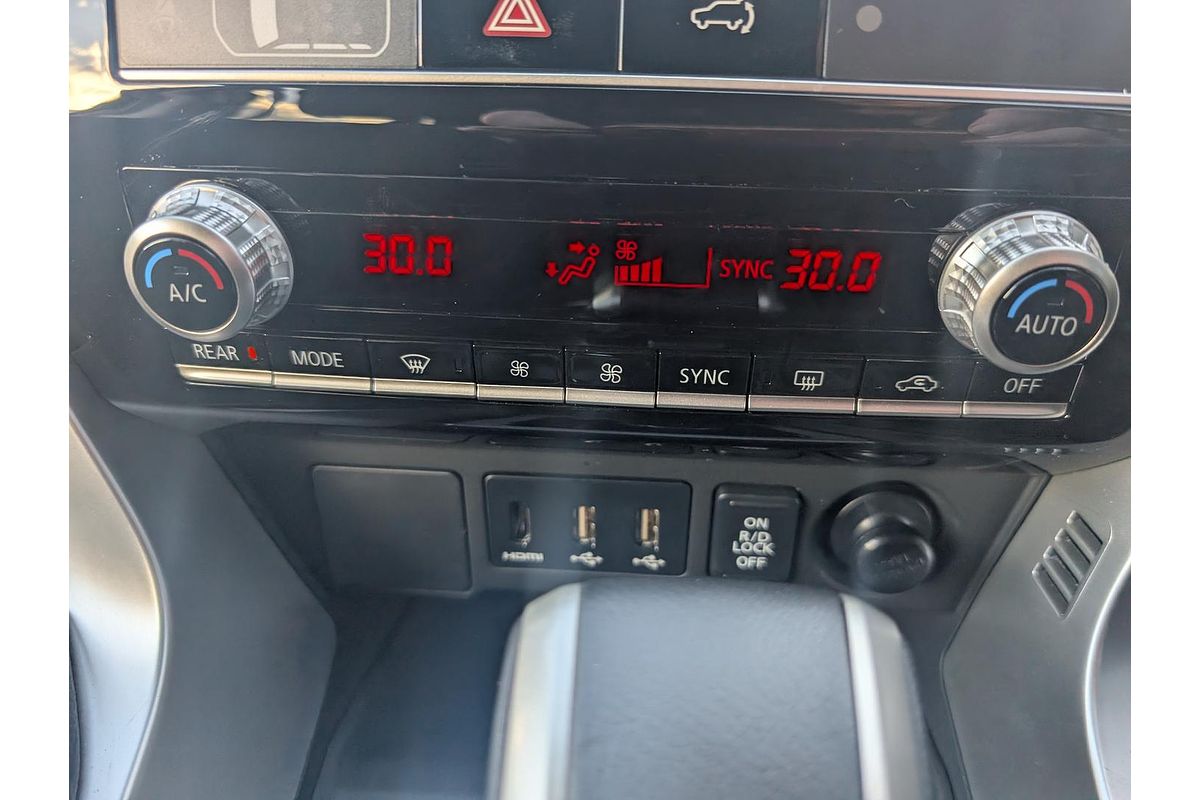 30.0
SYNC 30.0
A/C
AUTO
REAR
MODE
SYNC
OFF
HDMI
ON
R/D
LOCK
OFF